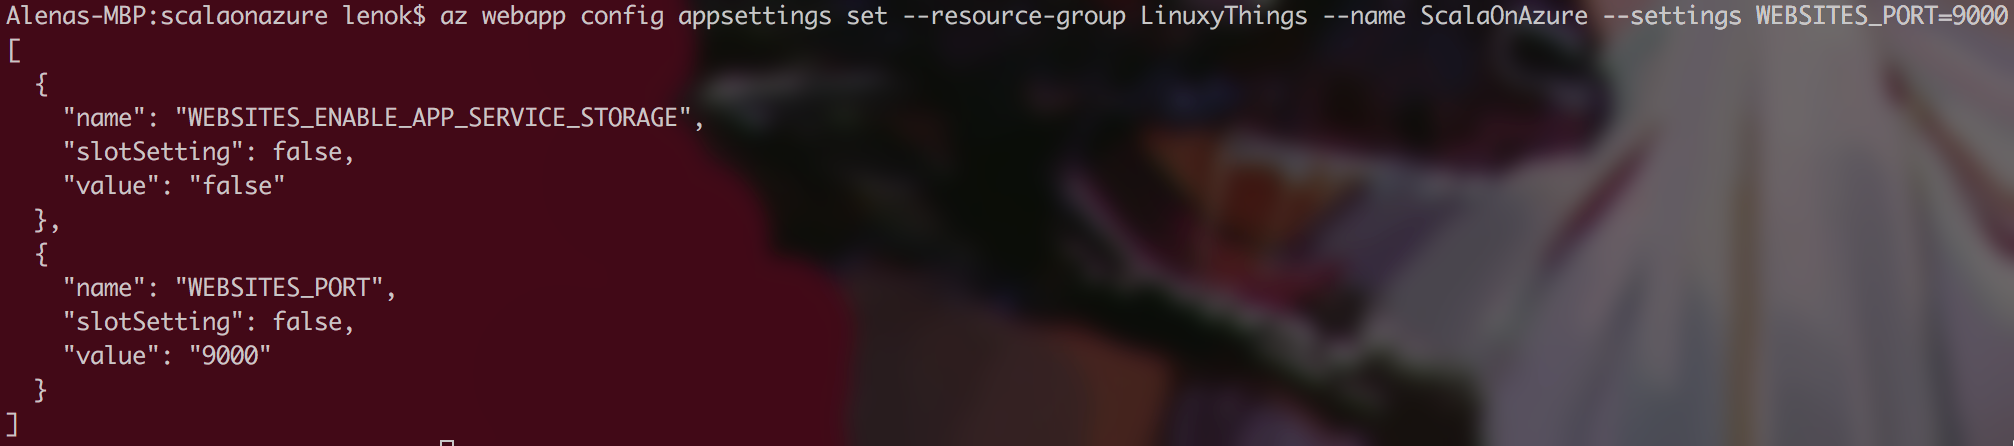 Alenas-MBP:scalaonazure lenok$ az webapp config appsettings set --resource-group LinuxyThings --name ScalaOnAzure --settings WEBSITES_PORT=9000
[
  {
    "name": "WEBSITES_ENABLE_APP_SERVICE_STORAGE",
    "slotSetting": false,
    "value": "false"
  },
  {
    "name": "WEBSITES_PORT",
    "slotSetting": false,
    "value": "9000"
  }
]